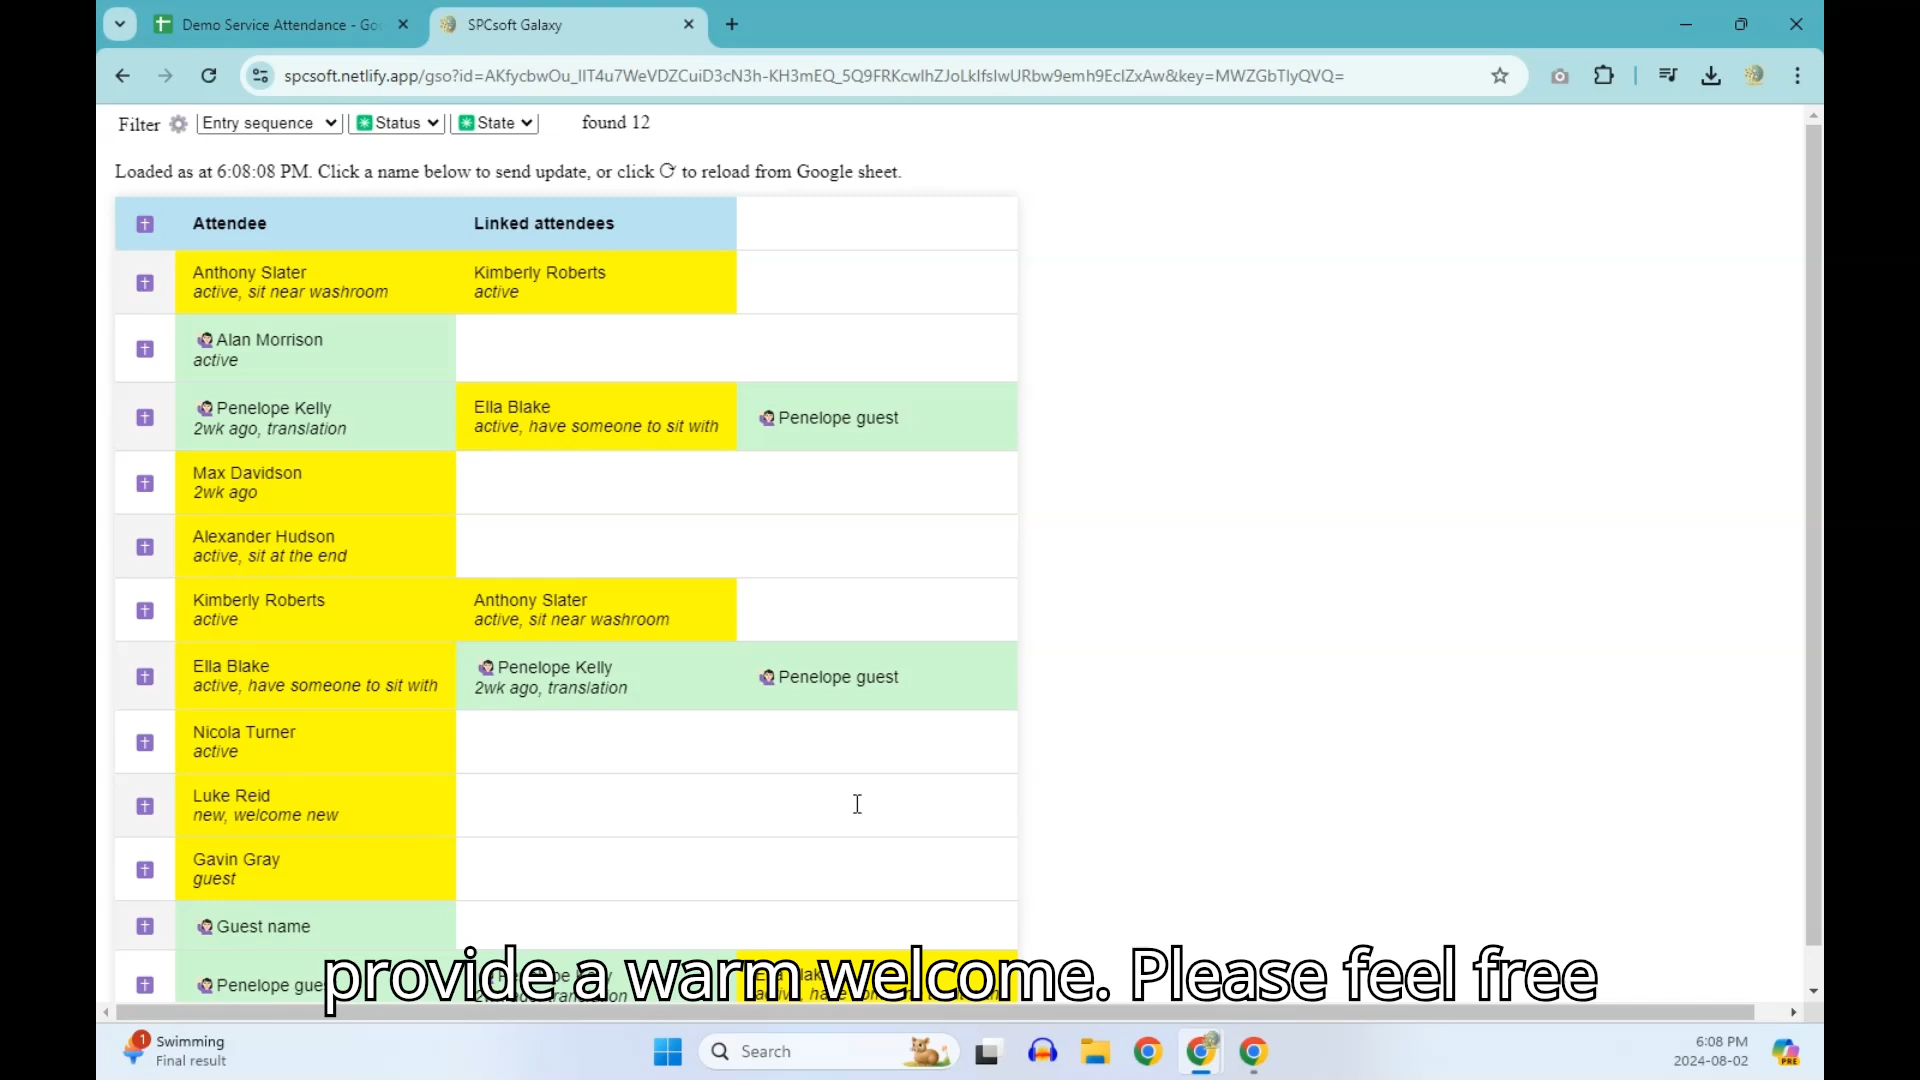 Demo Service Attendance - Go
SPCsoft Galaxy
spcsoft.netlify.app/gso?id=AKfycbwOu_lIT4u7WeVDZCuiD3cN3h-KH3mEQ_5Q9FRKcwIhZJoLkIfsIwURbw9emh9EcIZxAw&key=MWZGbTlyQVQ=
Filter Entry sequence Status State found 12
Loaded as at 6:08:08 PM. Click a name below to send update, or click ⟳ to reload from Google sheet.
Attendee Linked attendees
Anthony Slater Kimberly Roberts
active, sit near washroom active
Alan Morrison
active
Penelope Kelly Ella Blake Penelope guest
2wk ago, translation active, have someone to sit with
Max Davidson
2wk ago
Alexander Hudson
active, sit at the end
Kimberly Roberts Anthony Slater
active active, sit near washroom
Ella Blake Penelope Kelly Penelope guest
active, have someone to sit with 2wk ago, translation
Nicola Turner
active
Luke Reid
new, welcome new
Gavin Gray
guest
Guest name
provide a warm welcome. Please feel free
1 Swimming
Final result
Search
6:08 PM
2024-08-02
PRE